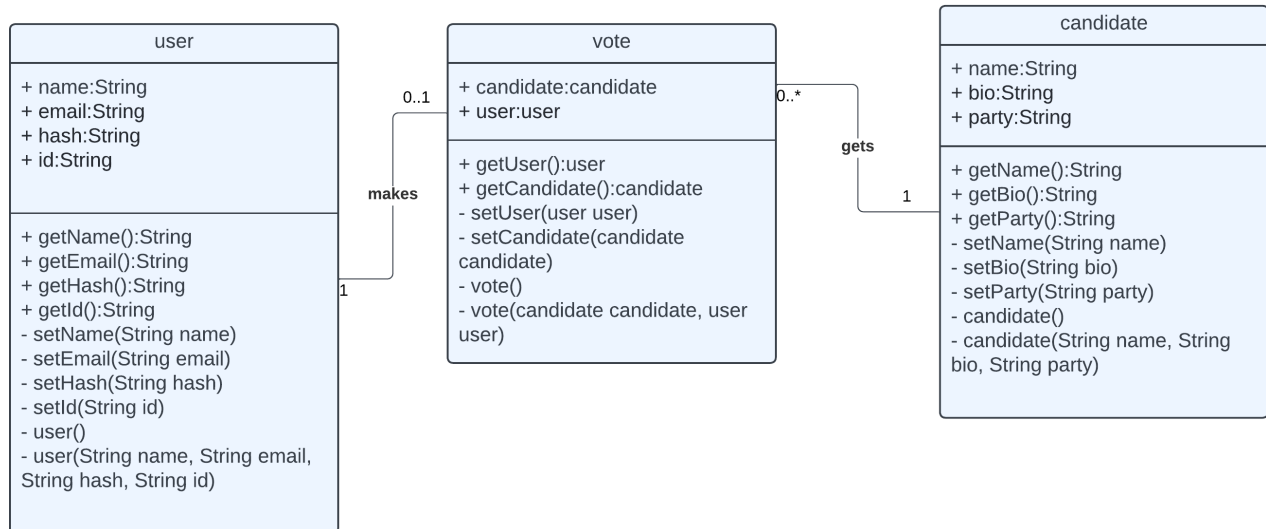 user
+ name:String
+ email:String
+ hash:String
+ id:String
+ getName():String
+ getEmail():String
+ getHash():String
+ getId():String
- setName(String name)
- setEmail(String email)
- setHash(String hash)
- setId(String id)
- user()
- user(String name, String email,
String hash, String id)
1
makes
0..1
vote
+ candidate:candidate
+ user:user
+ getUser():user
+ getCandidate():candidate
- setUser(user user)
- setCandidate(candidate
candidate)
- vote()
- vote(candidate candidate, user
user)
0..*
gets
1
candidate
+ name:String
+ bio:String
+ party:String
+ getName():String
+ getBio():String
+ getParty():String
- setName(String name)
- setBio(String bio)
- setParty(String party)
- candidate()
- candidate(String name, String
bio, String party)